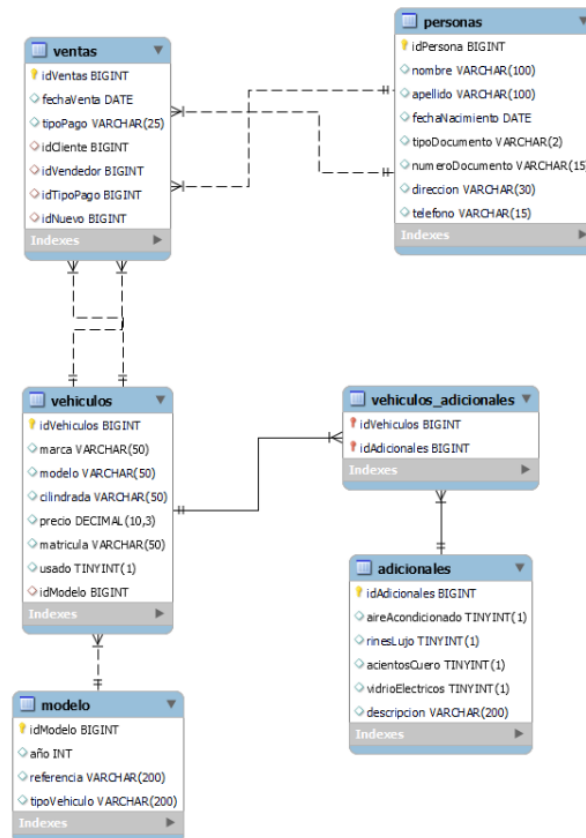 ventas
idVentas BIGINT
fechaVenta DATE
tipoPago VARCHAR(25)
idCliente BIGINT
idVendedor BIGINT
idTipoPago BIGINT
idNuevo BIGINT
Indexes
personas
idPersona BIGINT
nombre VARCHAR(100)
apellido VARCHAR(100)
fechaNacimiento DATE
tipoDocumento VARCHAR(2)
numeroDocumento VARCHAR(15)
direccion VARCHAR(30)
telefono VARCHAR(15)
Indexes
vehiculos
idVehiculos BIGINT
marca VARCHAR(50)
modelo VARCHAR(50)
cilindrada VARCHAR(50)
precio DECIMAL(10,3)
matricula VARCHAR(50)
usado TINYINT(1)
idModelo BIGINT
Indexes
vehiculos_adicionales
idVehiculos BIGINT
idAdicionales BIGINT
Indexes
adicionales
idAdicionales BIGINT
aireAcondicionado TINYINT(1)
rinesLujo TINYINT(1)
acientosCuero TINYINT(1)
vidrioElectricos TINYINT(1)
descripcion VARCHAR(200)
Indexes
modelo
idModelo BIGINT
año INT
referencia VARCHAR(200)
tipoVehiculo VARCHAR(200)
Indexes